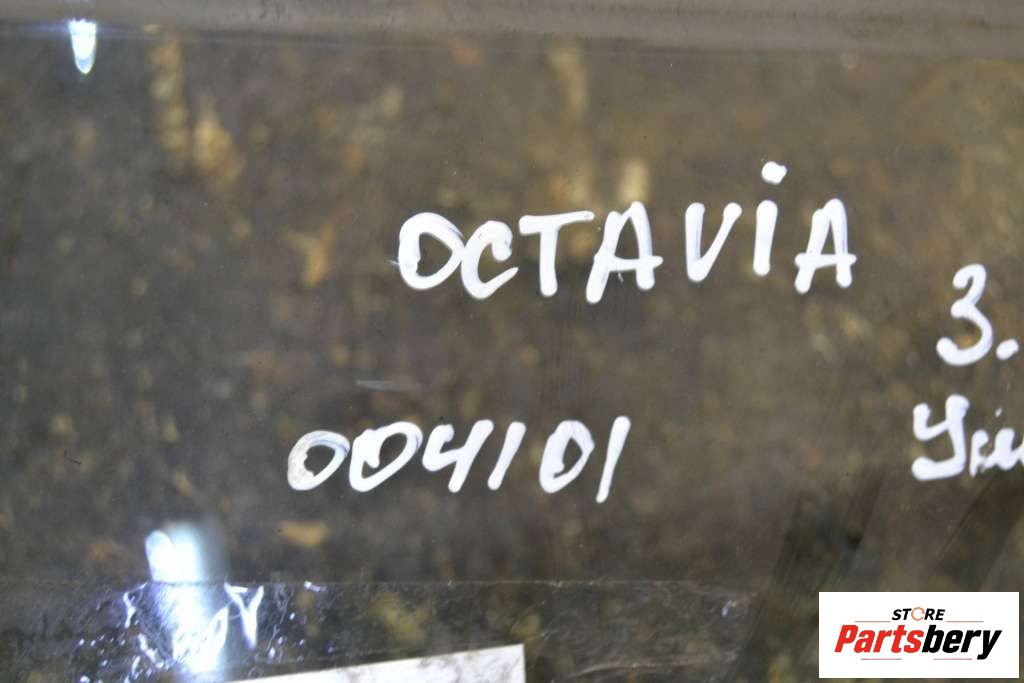 OCTAViA
3.
004101
STORE
Partsbery